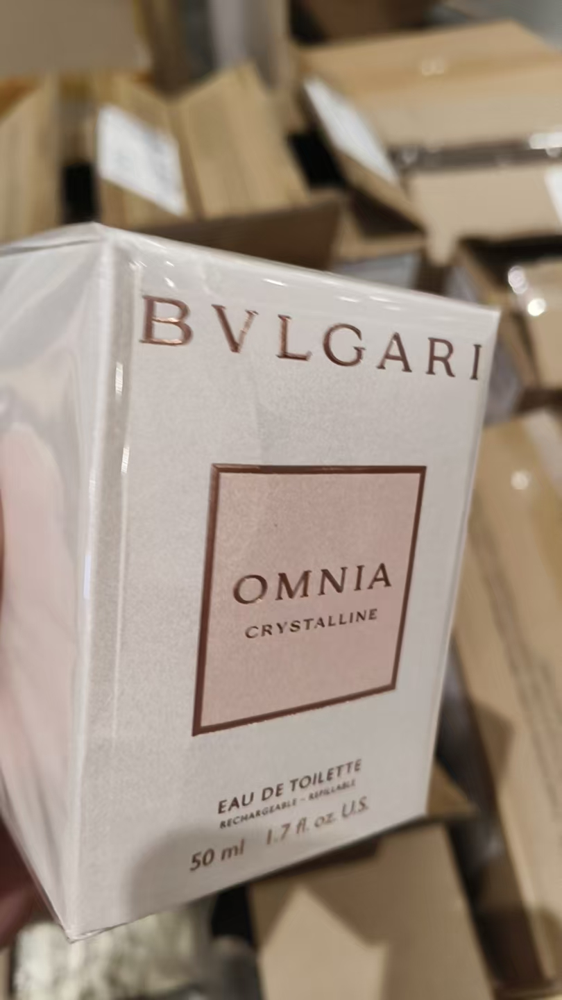 BVLGARI
OMNIA
CRYSTALLINE
EAU DE TOILETTE
RECHARGEABLE - REFILLABLE
50 ml 1.7 fl. oz. U.S.